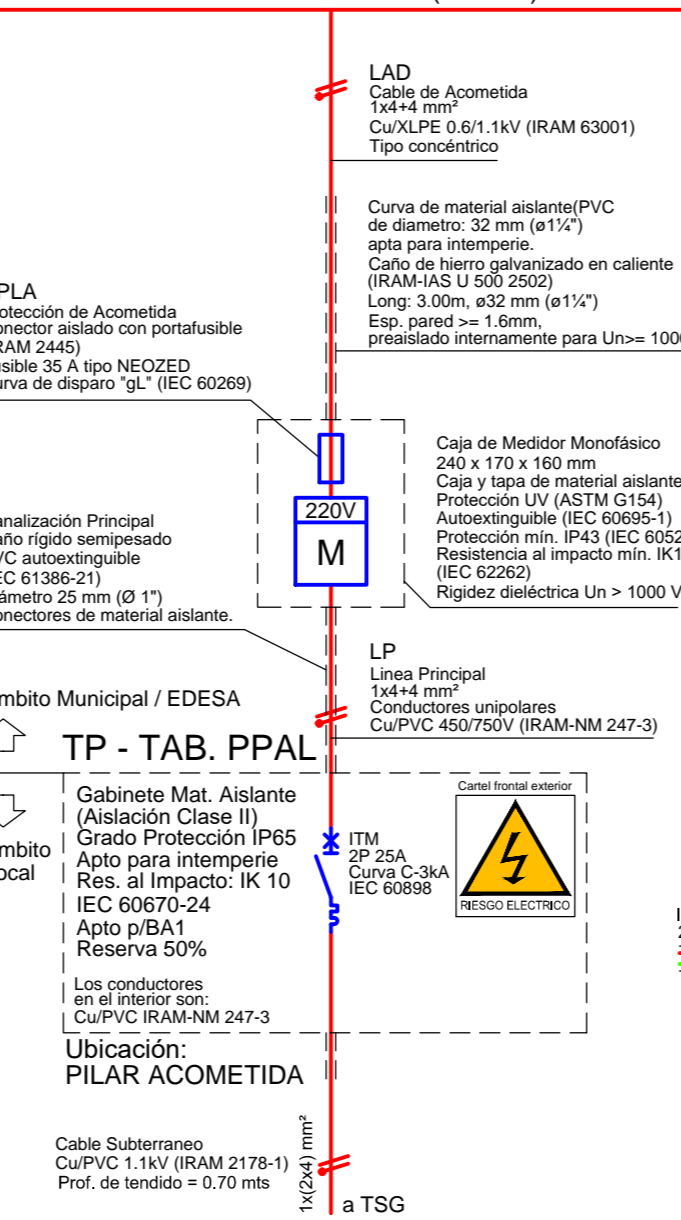 LAD
Cable de Acometida
1x4+4 mm²
Cu/XLPE 0.6/1.1kV (IRAM 63001)
Tipo concéntrico
Curva de material aislante(PVC
de diametro: 32 mm (ø1¼")
apta para intemperie.
Caño de hierro galvanizado en caliente
(IRAM-IAS U 500 2502)
Long: 3.00m, ø32 mm (ø1¼")
Esp. pared >= 1.6mm,
preaislado internamente para Un>= 100
PLA
otección de Acometida
onector aislado con portafusible
RAM 2445)
usible 35 A tipo NEOZED
urva de disparo "gL" (IEC 60269)
Caja de Medidor Monofásico
240 x 170 x 160 mm
Caja y tapa de material aislante
Protección UV (ASTM G154)
Autoextinguible (IEC 60695-1)
Protección mín. IP43 (IEC 6052
Resistencia al impacto mín. IK1
(IEC 62262)
Rigidez dieléctrica Un > 1000 V
220V
M
analización Principal
año rígido semipesado
VC autoextinguible
EC 61386-21)
ámetro 25 mm (Ø 1")
onectores de material aislante.
LP
Linea Principal
1x4+4 mm²
Conductores unipolares
Cu/PVC 450/750V (IRAM-NM 247-3)
mbito Municipal / EDESA
TP - TAB. PPAL
mbito
ocal
Gabinete Mat. Aislante
(Aislación Clase II)
Grado Protección IP65
Apto para intemperie
Res. al Impacto: IK 10
IEC 60670-24
Apto p/BA1
Reserva 50%
Los conductores
en el interior son:
Cu/PVC IRAM-NM 247-3
ITM
2P 25A
Curva C-3kA
IEC 60898
Cartel frontal exterior
RIESGO ELECTRICO
Ubicación:
PILAR ACOMETIDA
Cable Subterraneo
Cu/PVC 1.1kV (IRAM 2178-1)
Prof. de tendido = 0.70 mts
1x(2x4) mm²
a TSG